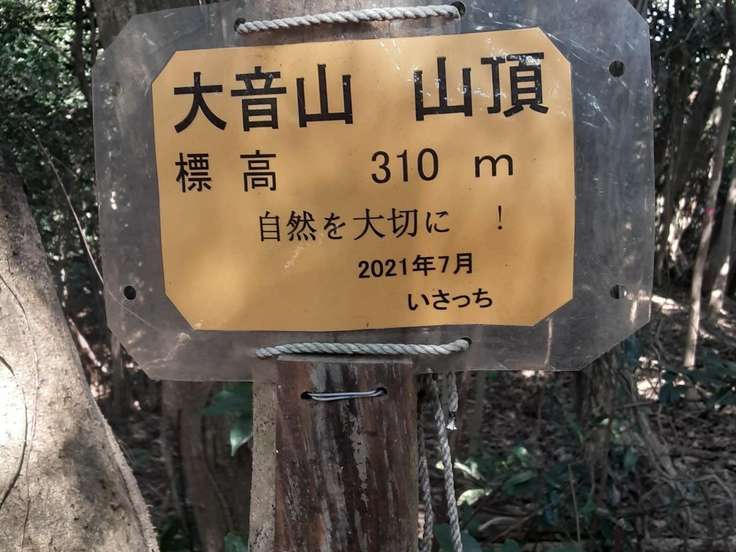 大音山 山頂
標高 310 m
自然を大切に !
2021年7月
いさっち